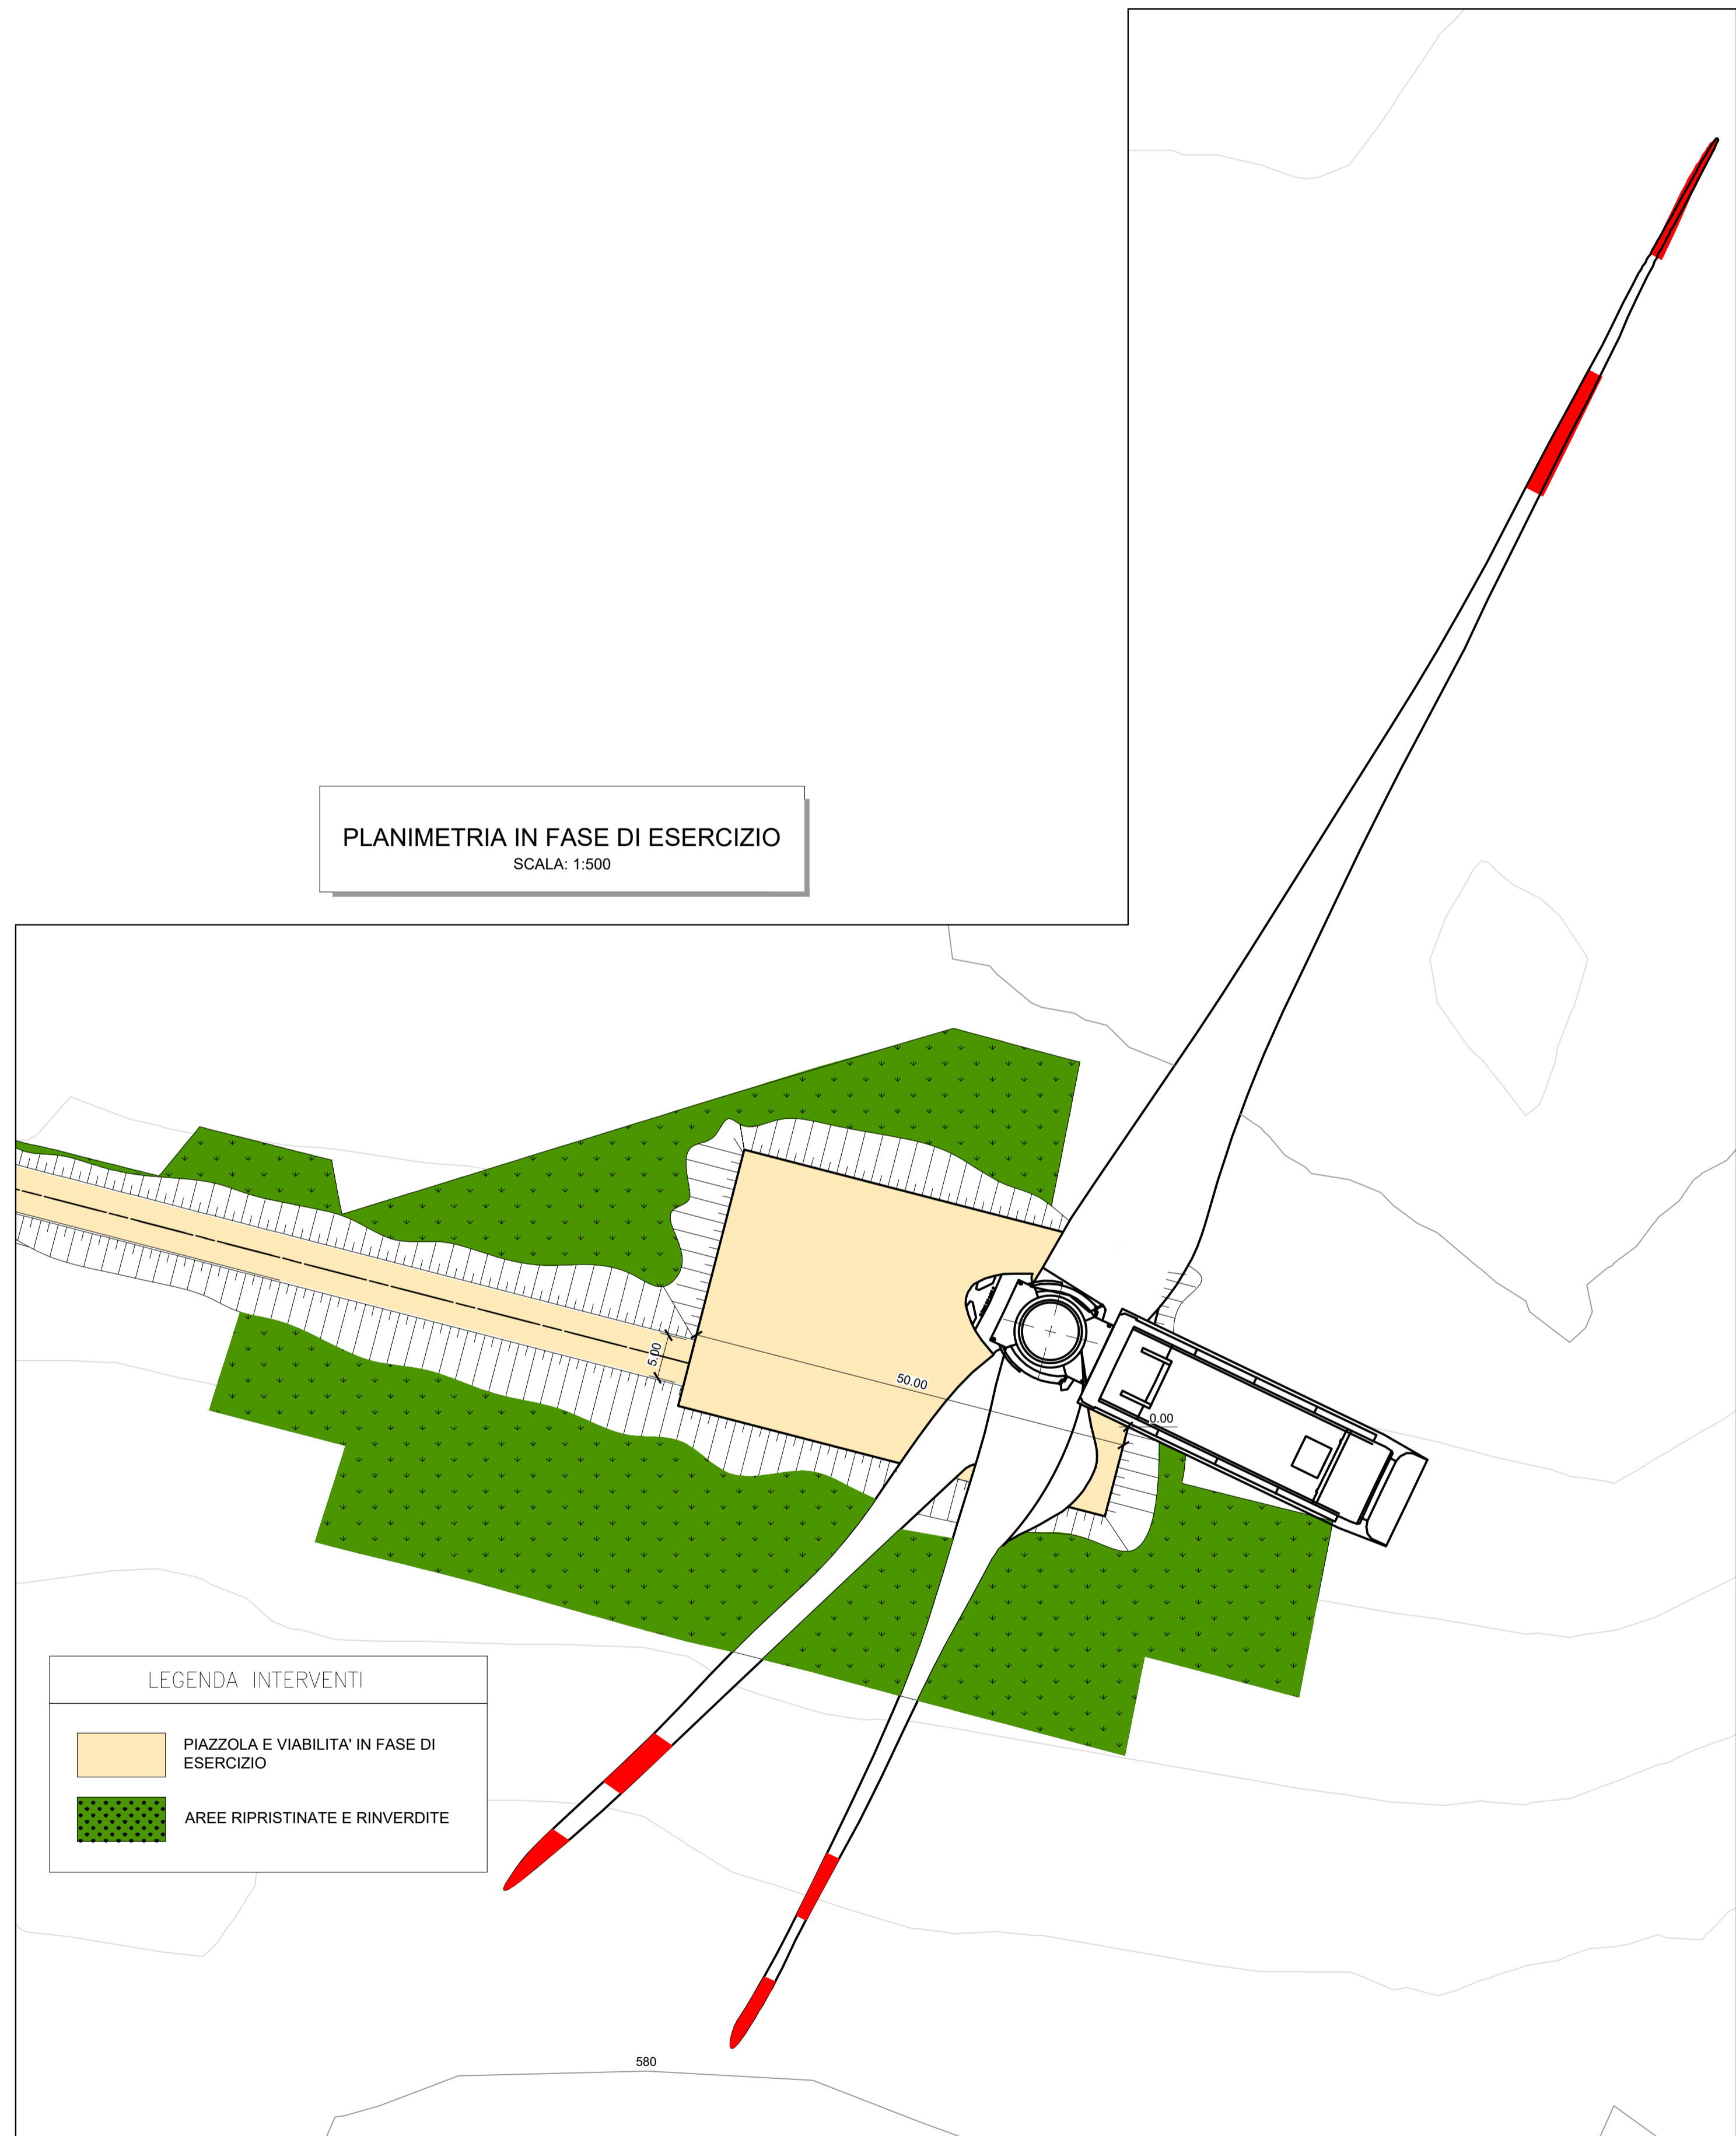 PLANIMETRIA IN FASE DI ESERCIZIO
SCALA: 1:500
5.00
50.00
0.00
LEGENDA INTERVENTI
PIAZZOLA E VIABILITA' IN FASE DI
ESERCIZIO
AREE RIPRISTINATE E RINVERDITE
580